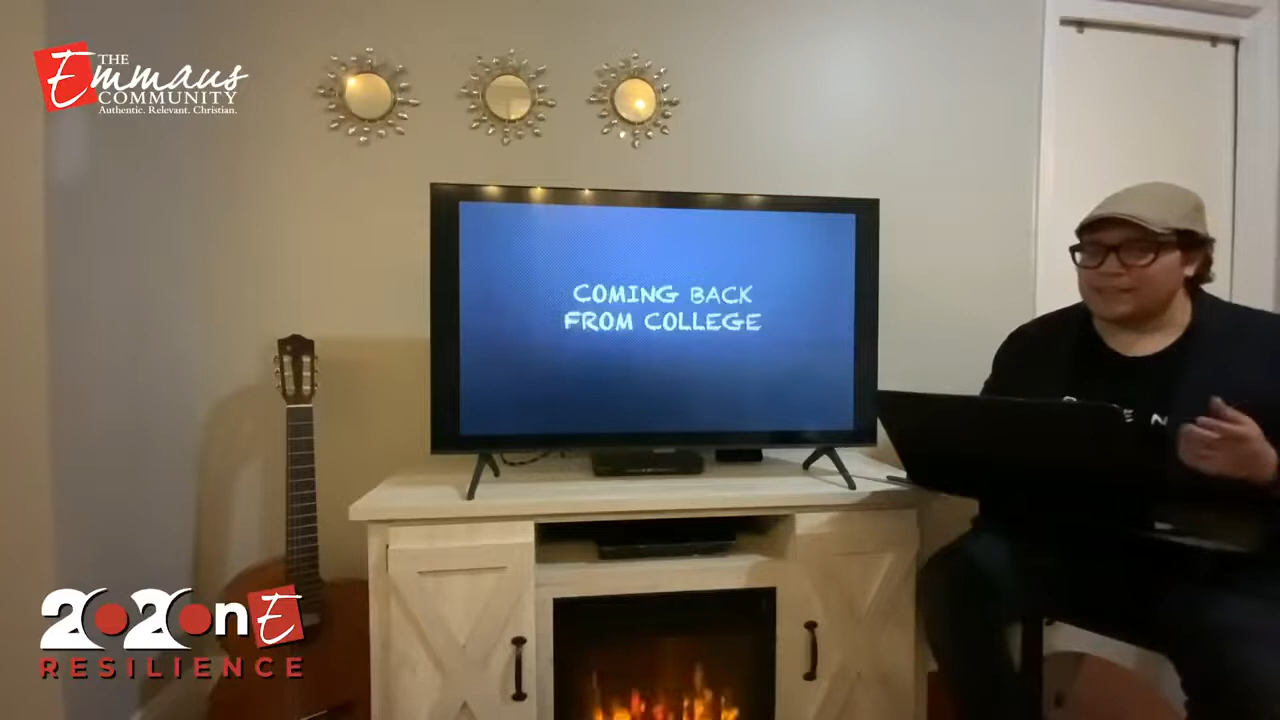 THE
Emmaus
COMMUNITY
Authentic. Relevant. Christian.
COMING BACK
FROM COLLEGE
2020nE
RESILIENCE